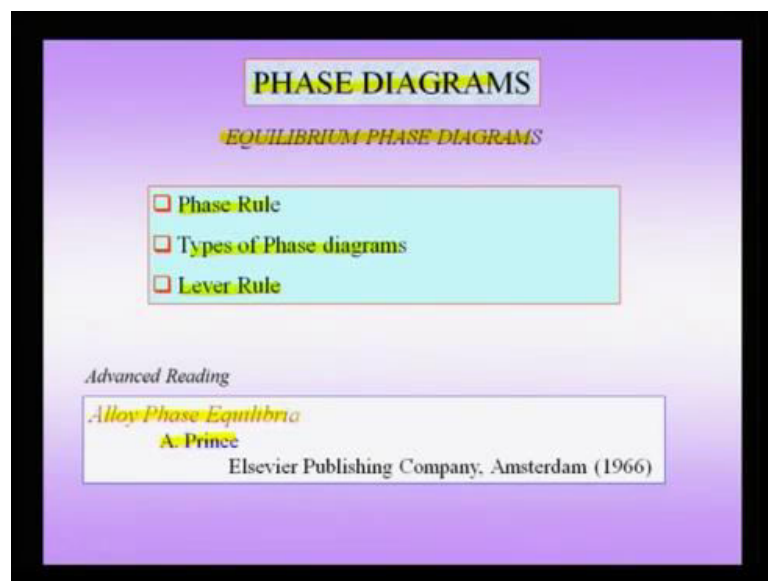 PHASE DIAGRAMS
EQUILIBRIUM PHASE DIAGRAMS
Phase Rule
Types of Phase diagrams
Lever Rule
Advanced Reading
Alloy Phase Equilibria
A. Prince
Elsevier Publishing Company, Amsterdam (1966)